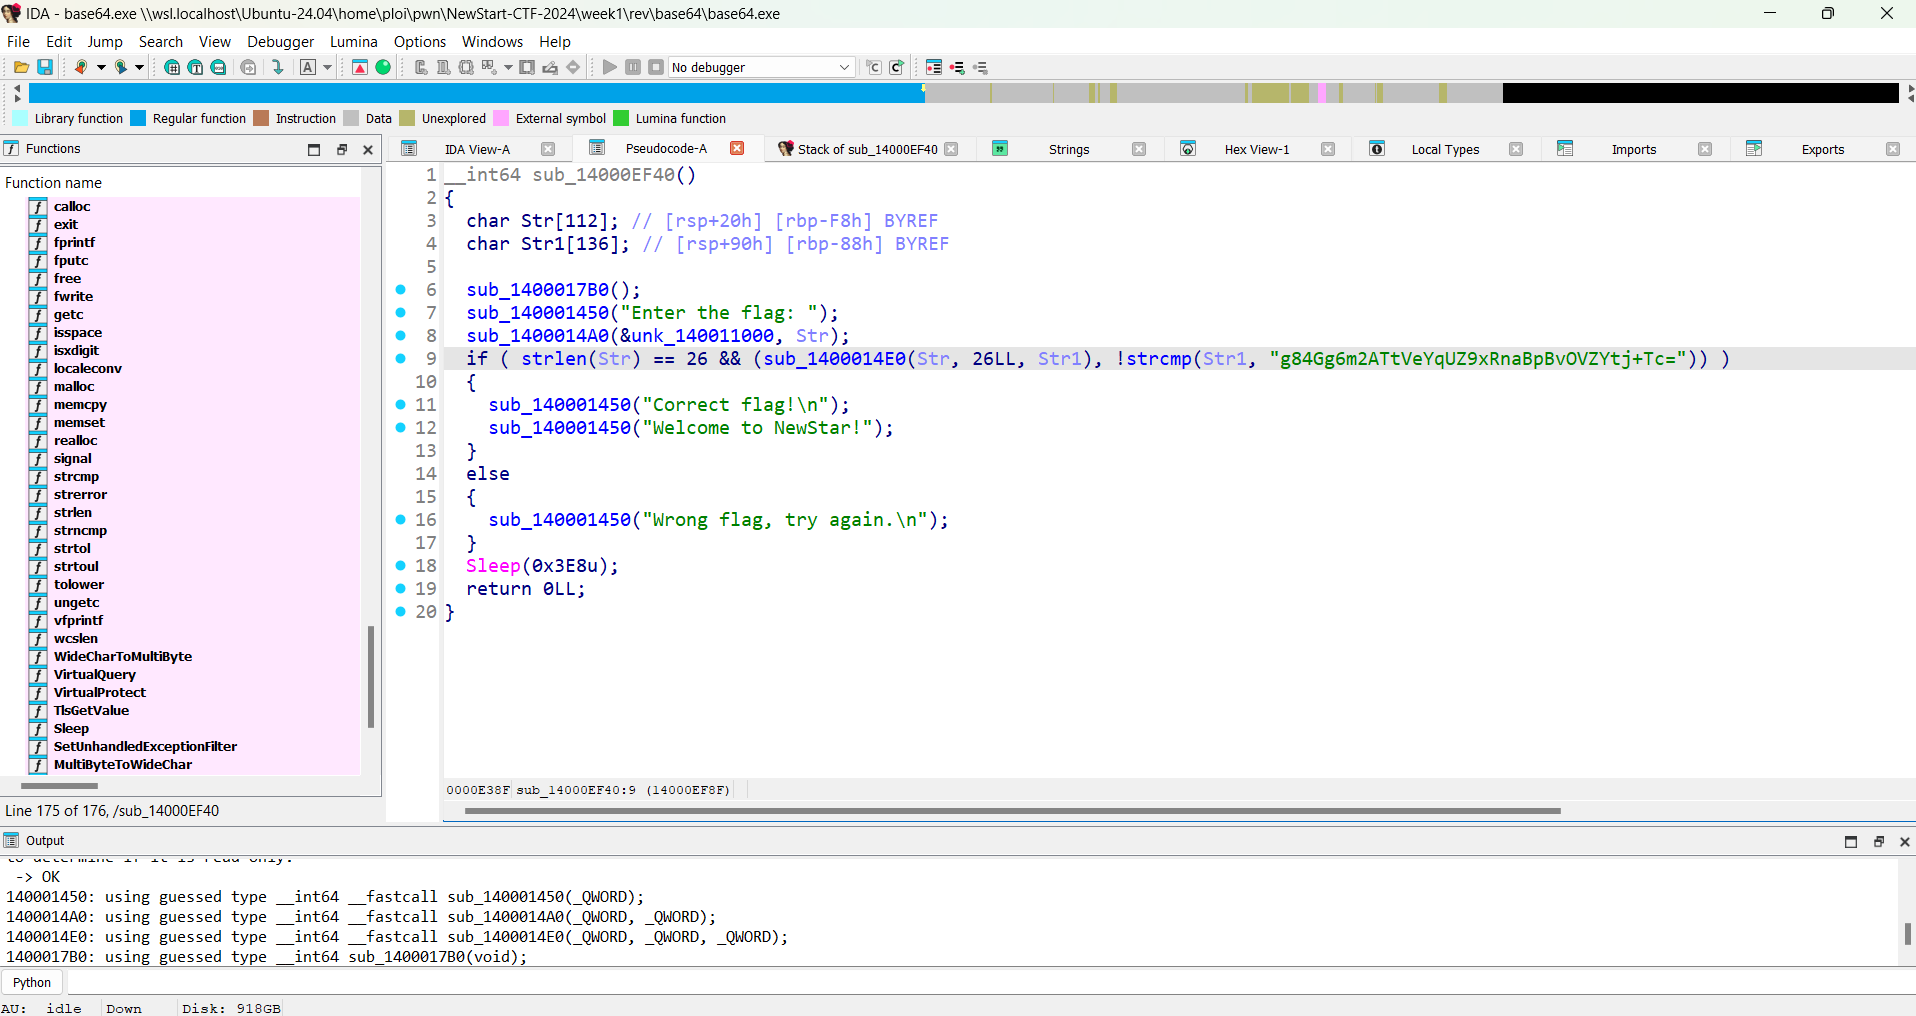 IDA - base64.exe \\wsl.localhost\Ubuntu-24.04\home\ploi\pwn\NewStart-CTF-2024\week1\rev\base64\base64.exe
File Edit Jump Search View Debugger Lumina Options Windows Help
No debugger
Library function Regular function Instruction Data Unexplored External symbol Lumina function
Functions
IDA View-A Pseudocode-A Stack of sub_14000EF40 Strings Hex View-1 Local Types Imports Exports
Function name
calloc
exit
fprintf
fputc
free
fwrite
getc
isspace
isxdigit
localeconv
malloc
memcpy
memset
realloc
signal
strcmp
strerror
strlen
strncmp
strtol
strtoul
tolower
ungetc
vfprintf
wcslen
WideCharToMultiByte
VirtualQuery
VirtualProtect
TlsGetValue
Sleep
SetUnhandledExceptionFilter
MultiByteToWideChar
Line 175 of 176, /sub_14000EF40
1 __int64 sub_14000EF40()
2 {
3 char Str[112]; // [rsp+20h] [rbp-F8h] BYREF
4 char Str1[136]; // [rsp+90h] [rbp-88h] BYREF
5
6 sub_1400017B0();
7 sub_140001450("Enter the flag: ");
8 sub_1400014A0(&unk_140011000, Str);
9 if ( strlen(Str) == 26 && (sub_1400014E0(Str, 26LL, Str1), !strcmp(Str1, "g84Gg6m2ATtVeYqUZ9xRnaBpBvOVZYtj+Tc=")) )
10 {
11 sub_140001450("Correct flag!\n");
12 sub_140001450("Welcome to NewStar!");
13 }
14 else
15 {
16 sub_140001450("Wrong flag, try again.\n");
17 }
18 Sleep(0x3E8u);
19 return 0LL;
20 }
0000E38F sub_14000EF40:9 (14000EF8F)
Output
to determine if it is read only.
-> OK
140001450: using guessed type __int64 __fastcall sub_140001450(_QWORD);
1400014A0: using guessed type __int64 __fastcall sub_1400014A0(_QWORD, _QWORD);
1400014E0: using guessed type __int64 __fastcall sub_1400014E0(_QWORD, _QWORD, _QWORD);
1400017B0: using guessed type __int64 sub_1400017B0(void);
Python
AU: idle Down Disk: 918GB